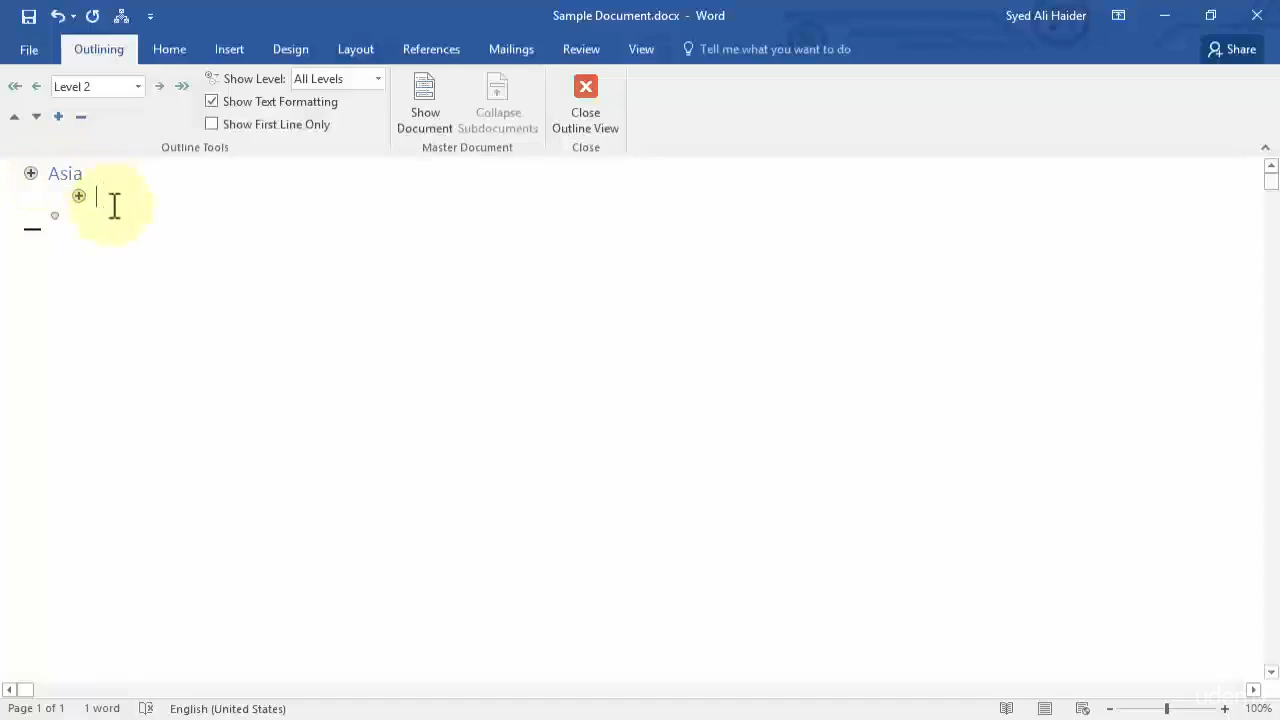 Sample Document.docx - Word
Syed Ali Haider
File Outlining Home Insert Design Layout References Mailings Review View Tell me what you want to do Share
Level 2 Show Level: All Levels
Show Text Formatting
Show First Line Only
Outline Tools
Show Document
Collapse Subdocuments
Master Document
Close Outline View
Close
Asia
Page 1 of 1 1 word English (United States) 100%